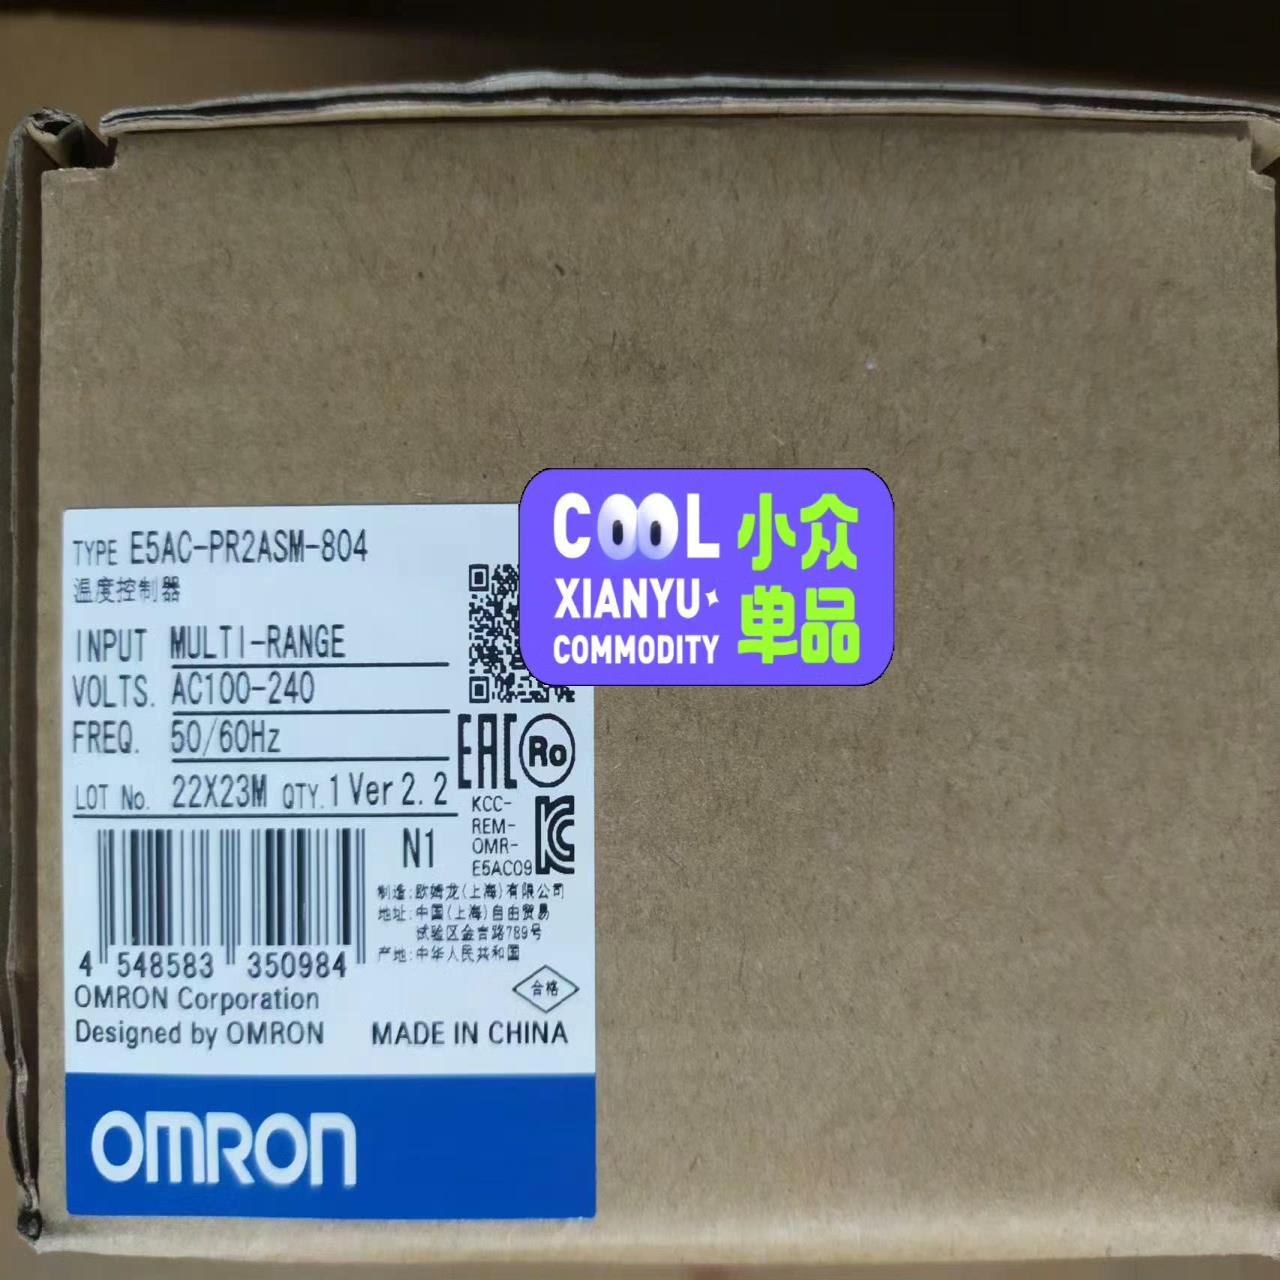 TYPE E5AC-PR2ASM-804
温度控制器
INPUT MULTI-RANGE
VOLTS. AC100-240
FREQ. 50/60Hz
LOT No. 22X23M QTY. 1 Ver 2.2
EAC
Ro
N1
KCC-
REM-
OMR-
E5AC09
制造:欧姆龙(上海)有限公司
地址:中国(上海)自由贸易
试验区金吉路789号
产地:中华人民共和国
合格
4 548583 350984
OMRON Corporation
Designed by OMRON
MADE IN CHINA
OMRON
COOL
XIANYU
COMMODITY
小众
单品